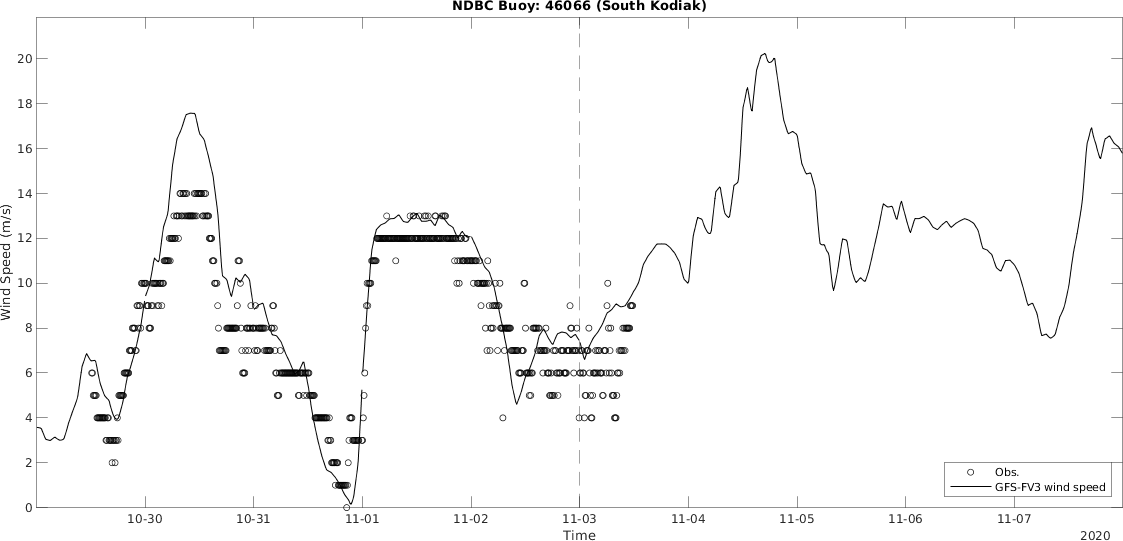 NDBC Buoy: 46066 (South Kodiak)
Wind Speed (m/s)
20
18
16
14
12
10
8
6
4
2
0
10-30 10-31 11-01 11-02 11-03 11-04 11-05 11-06 11-07
Time
2020
Obs.
GFS-FV3 wind speed